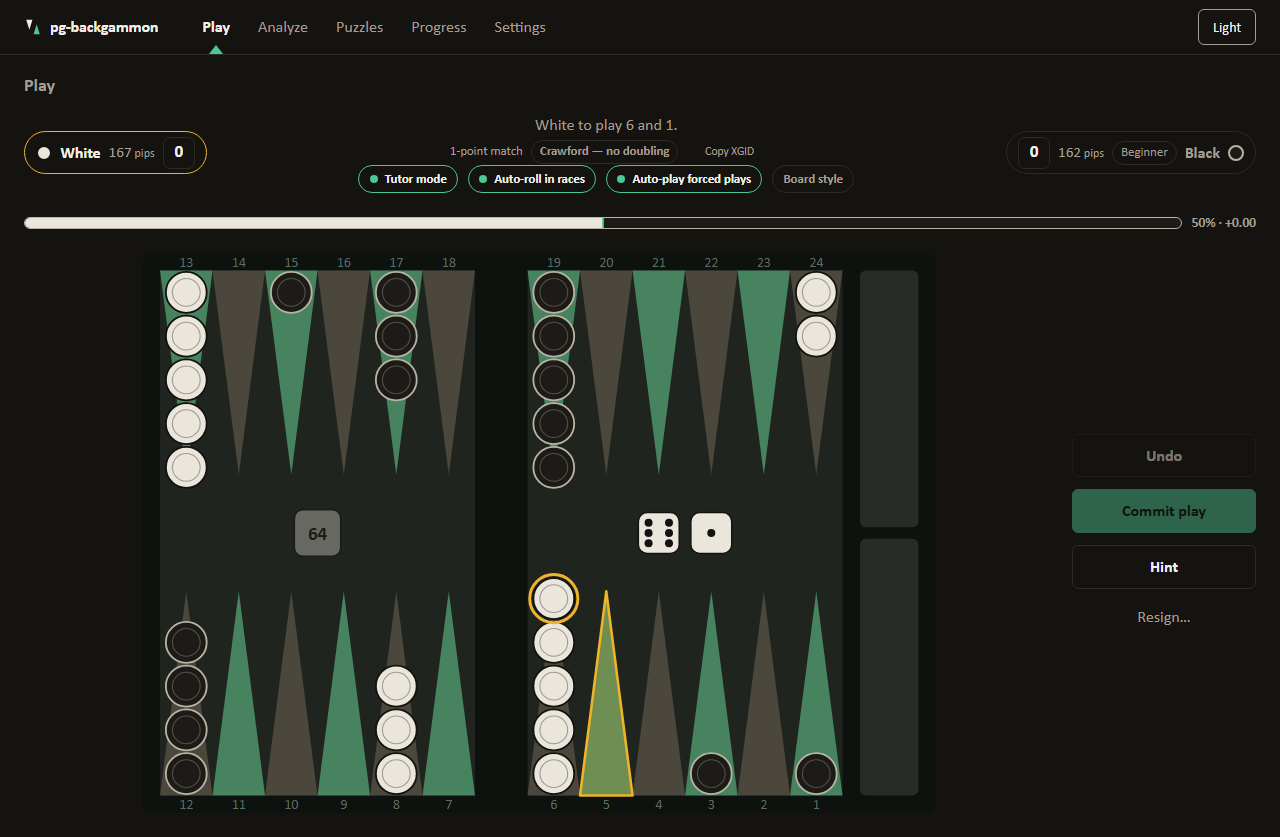 pg-backgammon Play Analyze Puzzles Progress Settings Light
Play
White to play 6 and 1.
White 167 pips 0
1-point match Crawford — no doubling Copy XGID
0 162 pips Beginner Black
Tutor mode Auto-roll in races Auto-play forced plays Board style
50% · +0.00
13 14 15 16 17 18 19 20 21 22 23 24
Undo
Commit play
64
Hint
Resign...
12 11 10 9 8 7 6 5 4 3 2 1